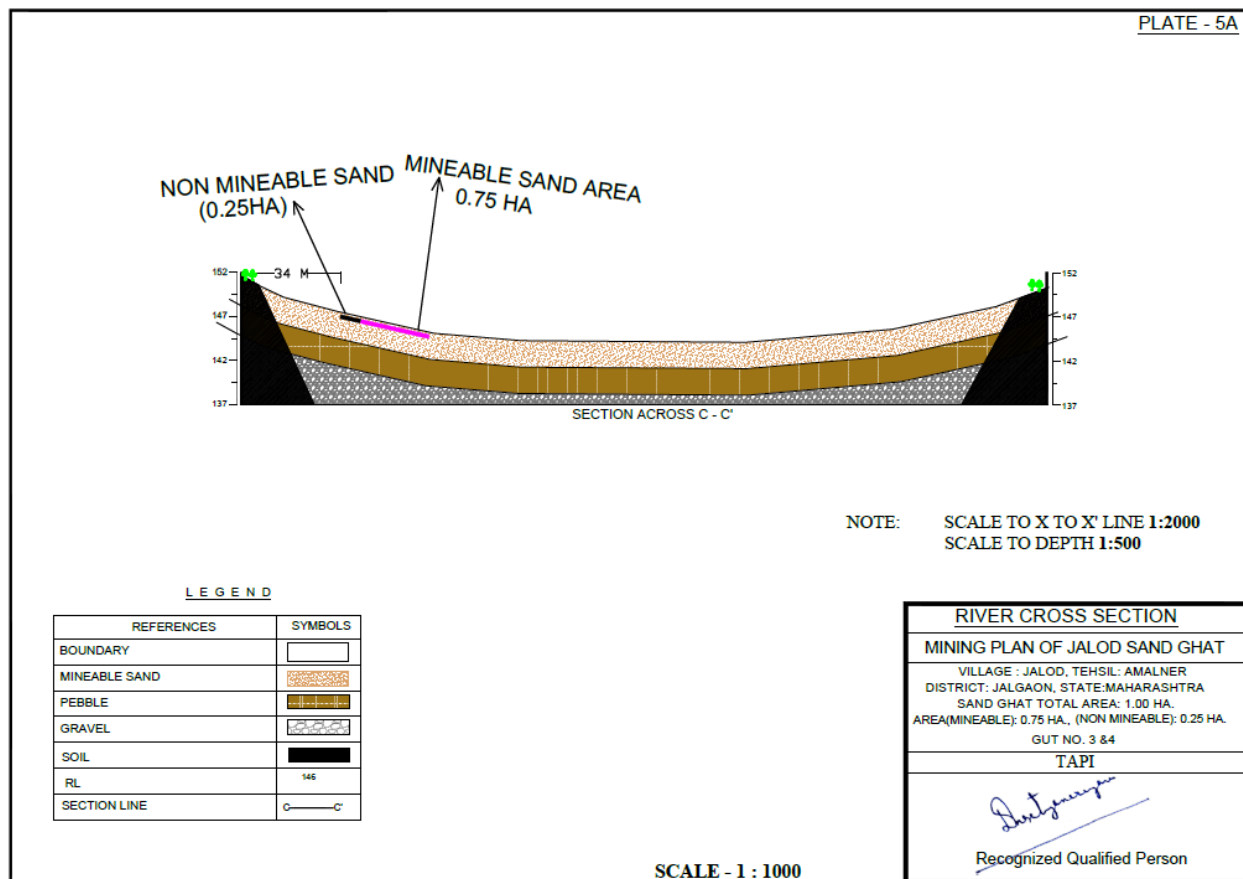 PLATE - 5A
NON MINEABLE SAND
(0.25HA)
MINEABLE SAND AREA
0.75 HA
34 M
152
147
142
137
152
147
142
137
SECTION ACROSS C - C'
NOTE: SCALE TO X TO X' LINE 1:2000
SCALE TO DEPTH 1:500
L E G E N D
REFERENCES SYMBOLS
BOUNDARY
MINEABLE SAND
PEBBLE
GRAVEL
SOIL
RL 146
SECTION LINE C C'
RIVER CROSS SECTION
MINING PLAN OF JALOD SAND GHAT
VILLAGE : JALOD, TEHSIL: AMALNER
DISTRICT: JALGAON, STATE:MAHARASHTRA
SAND GHAT TOTAL AREA: 1.00 HA.
AREA(MINEABLE): 0.75 HA., (NON MINEABLE): 0.25 HA.
GUT NO. 3 &4
TAPI
Recognized Qualified Person
SCALE - 1 : 1000